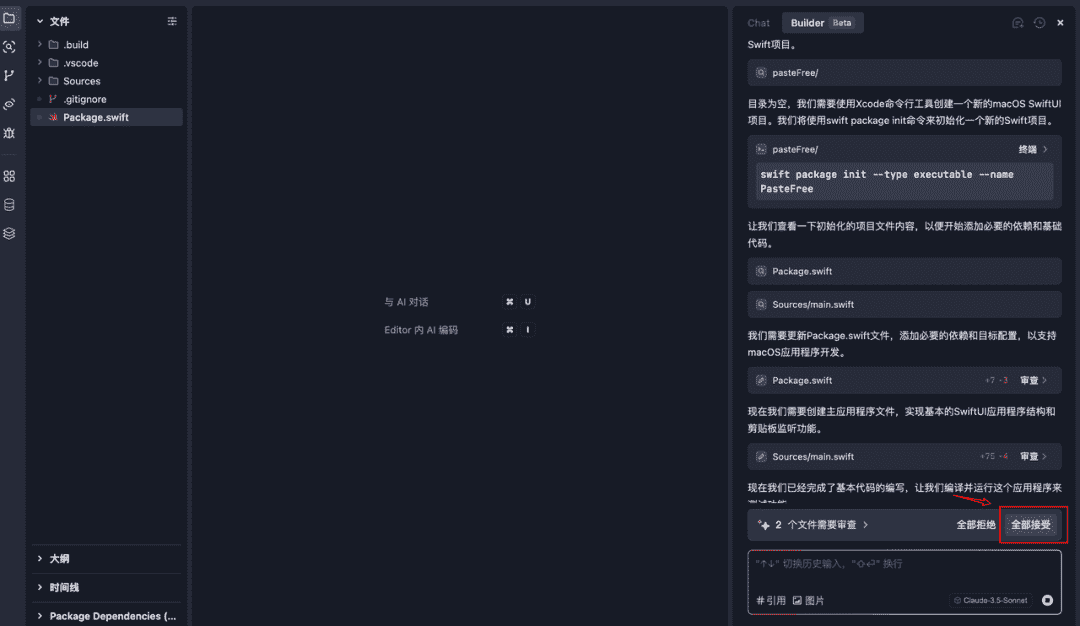 文件
.build
.vscode
Sources
.gitignore
Package.swift
大纲
时间线
Package Dependencies (...
与 AI 对话 ⌘ U
Editor 内 AI 编码 ⌘ I
Chat Builder Beta
Swift项目。
pasteFree/
目录为空，我们需要使用Xcode命令行工具创建一个新的macOS SwiftUI
项目。我们将使用swift package init命令来初始化一个新的Swift项目。
pasteFree/ 终端
swift package init --type executable --name
PasteFree
让我们查看一下初始化的项目文件内容，以便开始添加必要的依赖和基础
代码。
Package.swift
Sources/main.swift
我们需要更新Package.swift文件，添加必要的依赖和目标配置，以支持
macOS应用程序开发。
Package.swift +7 -3 审查
现在我们需要创建主应用程序文件，实现基本的SwiftUI应用程序结构和
剪贴板监听功能。
Sources/main.swift +75 -4 审查
现在我们已经完成了基本代码的编写，让我们编译并运行这个应用程序来
2 个文件需要审查 全部拒绝 全部接受
"↑↓" 切换历史输入，"⇧⏎" 换行
#引用 图片 Claude-3.5-Sonnet